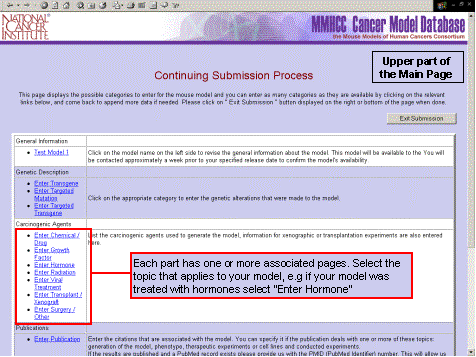 NATIONAL
CANCER
INSTITUTE
MMHCC Cancer Model Database
the Mouse Models of Human Cancers Consortium
Upper part of
the Main Page
Continuing Submission Process
This page displays the possible categories to enter for the mouse model and you can enter as many categories as they are available by clicking on the relevant
links below, and come back to append more data if needed. Please click on " Exit Submission " button displayed on the right or bottom of the page when done.
Exit Submission
General Information
Test Model 1
Click on the model name on the left side to revise the general information about the model. This model will be available to the You will
be contacted approximately a week prior to your specified release date to confirm the model's availability.
Genetic Description
Enter Transgene
Enter Targeted
Mutation
Enter Targeted
Transgene
Click on the appropriate category to enter the genetic alterations that were made to the model.
Carcinogenic Agents
Enter Chemical /
Drug
Enter Growth
Factor
Enter Hormone
Enter Radiation
Enter Viral
Treatment
Enter Transplant /
Xenograft
Enter Surgery /
Other
List the carcinogenic agents used to generate the model, information for xenographic or transplantation experiments are also entered
here.
Each part has one or more associated pages. Select the
topic that applies to your model, e.g if your model was
treated with hormones select "Enter Hormone"
Publications
Enter Publication
Enter the citations that are associated with the model. You can specify it if the publication deals with one or more of these topics:
generation of the model, phenotype, therapeutic experiments or cell lines and conducted experiments.
If the results are published and a PubMed record exists please provide us with the PMID (PubMed Identifier) number. This will allow us